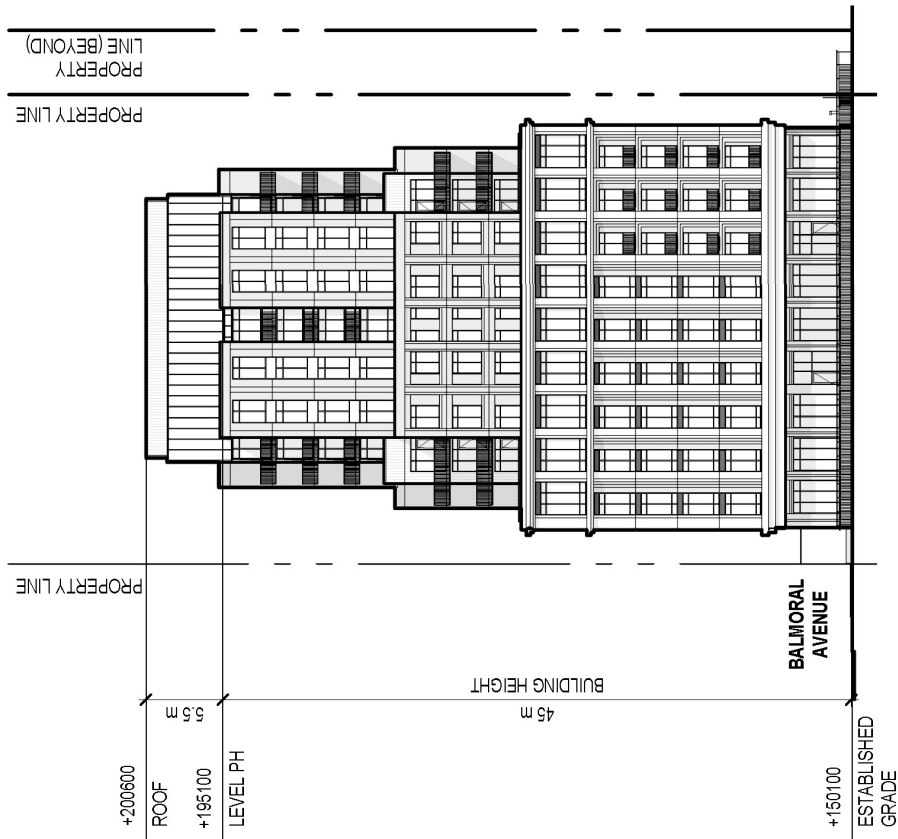 PROPERTY
LINE (BEYOND)
PROPERTY LINE
PROPERTY LINE
BALMORAL
AVENUE
BUILDING HEIGHT
5.5 m
45 m
+200600
ROOF
+195100
LEVEL PH
+150100
ESTABLISHED
GRADE